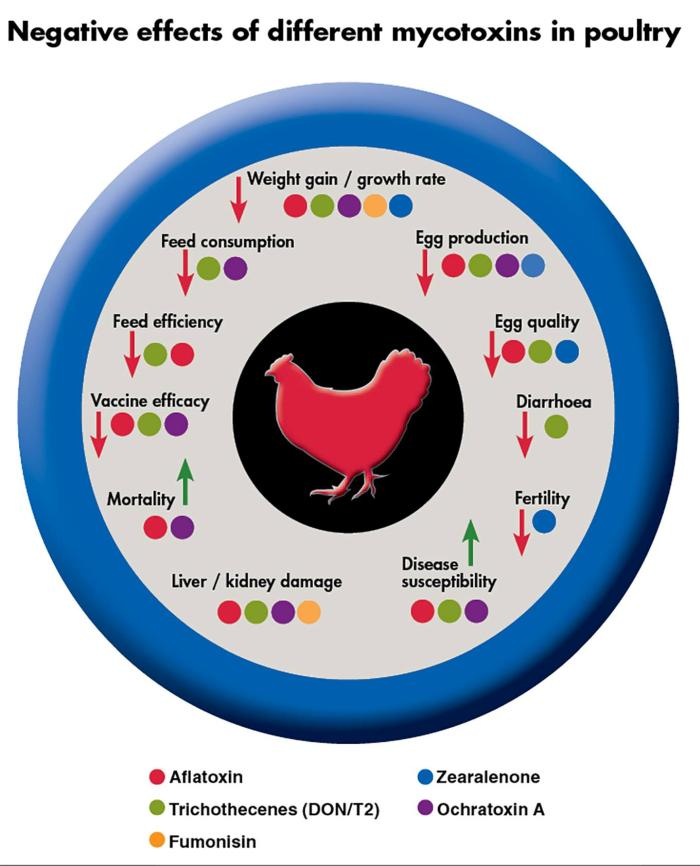 Negative effects of different mycotoxins in poultry
Weight gain / growth rate
Feed consumption
Egg production
Feed efficiency
Egg quality
Vaccine efficacy
Diarrhoea
Mortality
Fertility
Disease
susceptibility
Liver / kidney damage
Aflatoxin
Zearalenone
Trichothecenes (DON/T2)
Ochratoxin A
Fumonisin